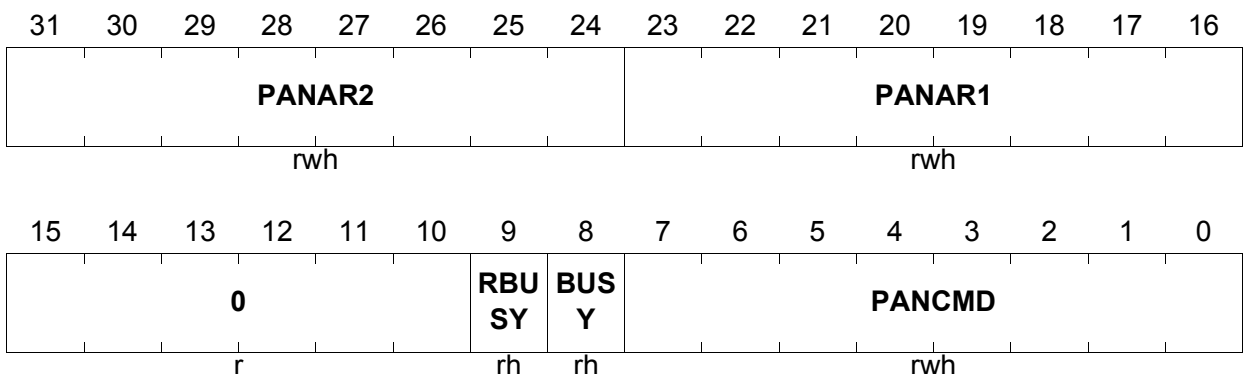 31 30 29 28 27 26 25 24 23 22 21 20 19 18 17 16
PANAR2 PANAR1
rwh rwh
15 14 13 12 11 10 9 8 7 6 5 4 3 2 1 0
0 RBU SY BUS Y PANCMD
r rh rh rwh